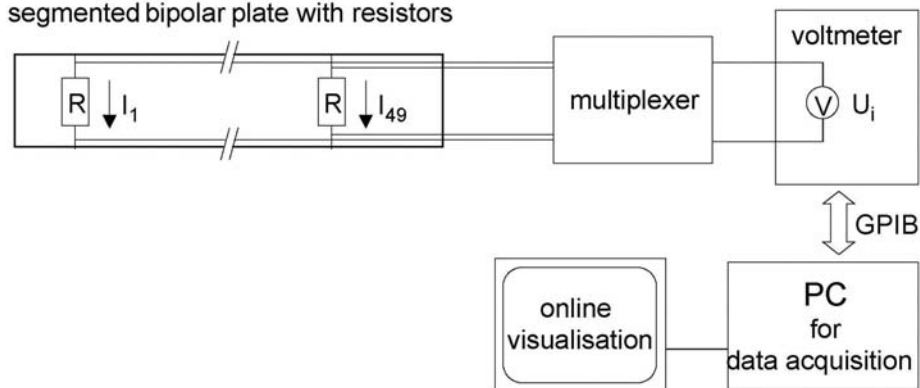 segmented bipolar plate with resistors
R
I1
R
I49
multiplexer
voltmeter
V
Ui
GPIB
online
visualisation
PC
for
data acquisition